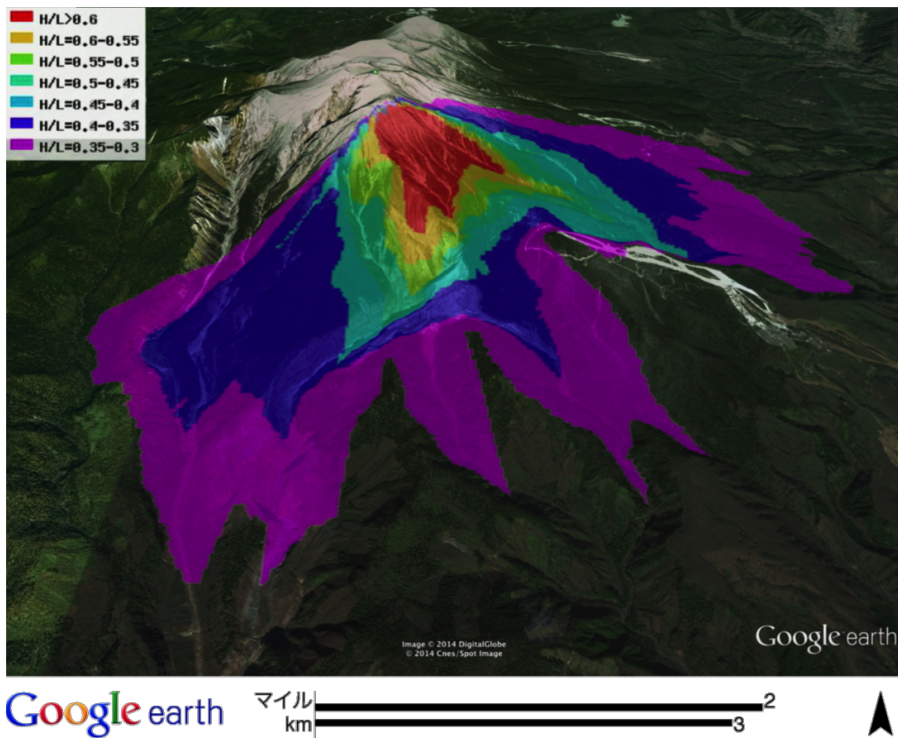 H/L>0.6
H/L=0.6-0.55
H/L=0.55-0.5
H/L=0.5-0.45
H/L=0.45-0.4
H/L=0.4-0.35
H/L=0.35-0.3
Image © 2014 DigitalGlobe
© 2014 Cnes/Spot Image
Google earth
Google earth
マイル 2
km 3